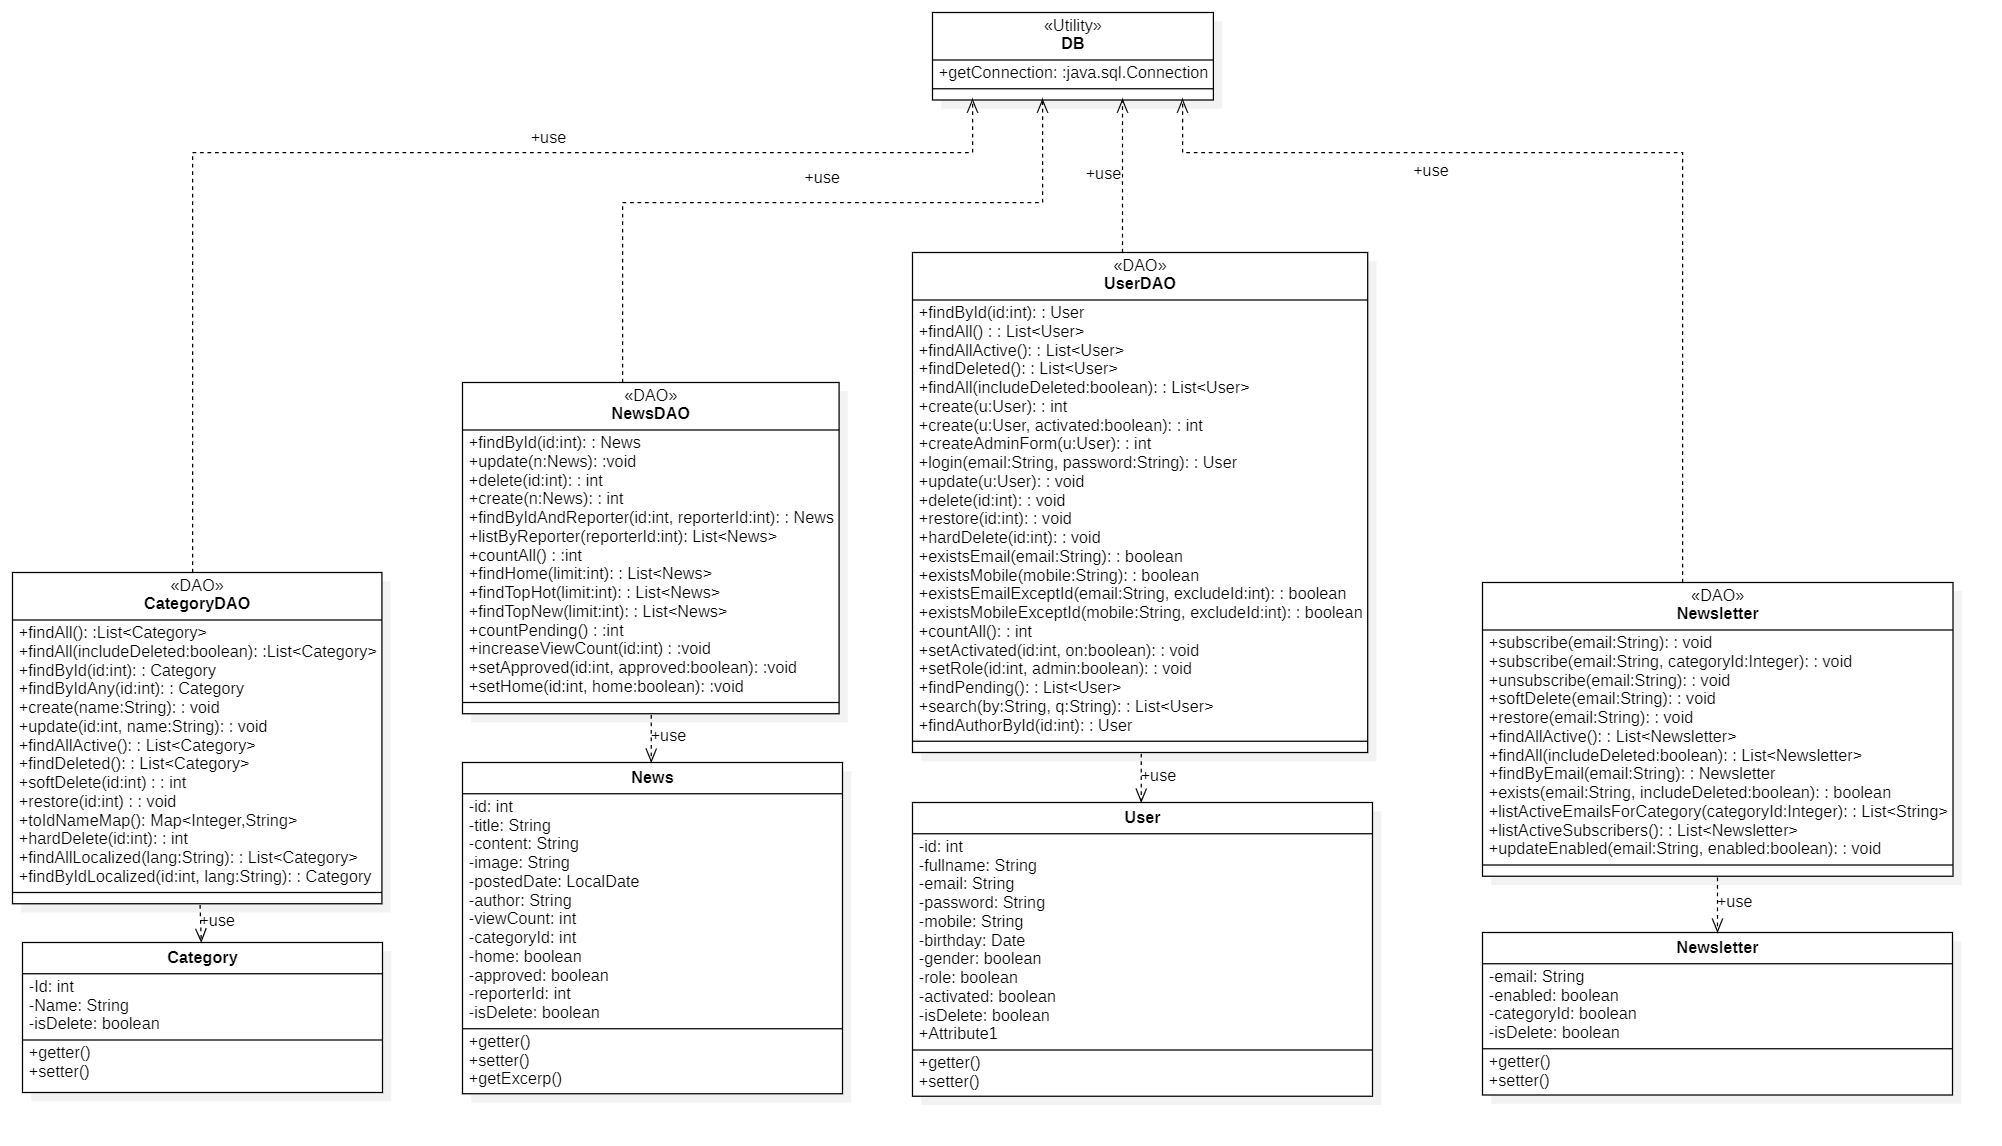 «Utility»
DB
+getConnection: :java.sql.Connection
+use
+use
+use
+use
«DAO»
CategoryDAO
+findAll(): :List<Category>
+findAll(includeDeleted:boolean): :List<Category>
+findById(id:int): : Category
+findByIdAny(id:int): : Category
+create(name:String): : void
+update(id:int, name:String): : void
+findAllActive(): : List<Category>
+findDeleted(): : List<Category>
+softDelete(id:int) : : int
+restore(id:int) : : void
+toIdNameMap(): Map<Integer,String>
+hardDelete(id:int): : int
+findAllLocalized(lang:String): : List<Category>
+findByIdLocalized(id:int, lang:String): : Category
+use
Category
-Id: int
-Name: String
-isDelete: boolean
+getter()
+setter()
«DAO»
NewsDAO
+findById(id:int): : News
+update(n:News): :void
+delete(id:int): : int
+create(n:News): : int
+findByIdAndReporter(id:int, reporterId:int): : News
+listByReporter(reporterId:int): List<News>
+countAll() : :int
+findHome(limit:int): : List<News>
+findTopHot(limit:int): : List<News>
+findTopNew(limit:int): : List<News>
+countPending() : :int
+increaseViewCount(id:int) : :void
+setApproved(id:int, approved:boolean): :void
+setHome(id:int, home:boolean): :void
+use
News
-id: int
-title: String
-content: String
-image: String
-postedDate: LocalDate
-author: String
-viewCount: int
-categoryId: int
-home: boolean
-approved: boolean
-reporterId: int
-isDelete: boolean
+getter()
+setter()
+getExcerp()
«DAO»
UserDAO
+findById(id:int): : User
+findAll() : : List<User>
+findAllActive(): : List<User>
+findDeleted(): : List<User>
+findAll(includeDeleted:boolean): : List<User>
+create(u:User): : int
+create(u:User, activated:boolean): : int
+createAdminForm(u:User): : int
+login(email:String, password:String): : User
+update(u:User): : void
+delete(id:int): : void
+restore(id:int): : void
+hardDelete(id:int): : void
+existsEmail(email:String): : boolean
+existsMobile(mobile:String): : boolean
+existsEmailExceptId(email:String, excludeId:int): : boolean
+existsMobileExceptId(mobile:String, excludeId:int): : boolean
+countAll(): : int
+setActivated(id:int, on:boolean): : void
+setRole(id:int, admin:boolean): : void
+findPending(): : List<User>
+search(by:String, q:String): : List<User>
+findAuthorById(id:int): : User
+use
User
-id: int
-fullname: String
-email: String
-password: String
-mobile: String
-birthday: Date
-gender: boolean
-role: boolean
-activated: boolean
-isDelete: boolean
+Attribute1
+getter()
+setter()
«DAO»
Newsletter
+subscribe(email:String): : void
+subscribe(email:String, categoryId:Integer): : void
+unsubscribe(email:String): : void
+softDelete(email:String): : void
+restore(email:String): : void
+findAllActive(): : List<Newsletter>
+findAll(includeDeleted:boolean): : List<Newsletter>
+findByEmail(email:String): : Newsletter
+exists(email:String, includeDeleted:boolean): : boolean
+listActiveEmailsForCategory(categoryId:Integer): : List<String>
+listActiveSubscribers(): : List<Newsletter>
+updateEnabled(email:String, enabled:boolean): : void
+use
Newsletter
-email: String
-enabled: boolean
-categoryId: boolean
-isDelete: boolean
+getter()
+setter()